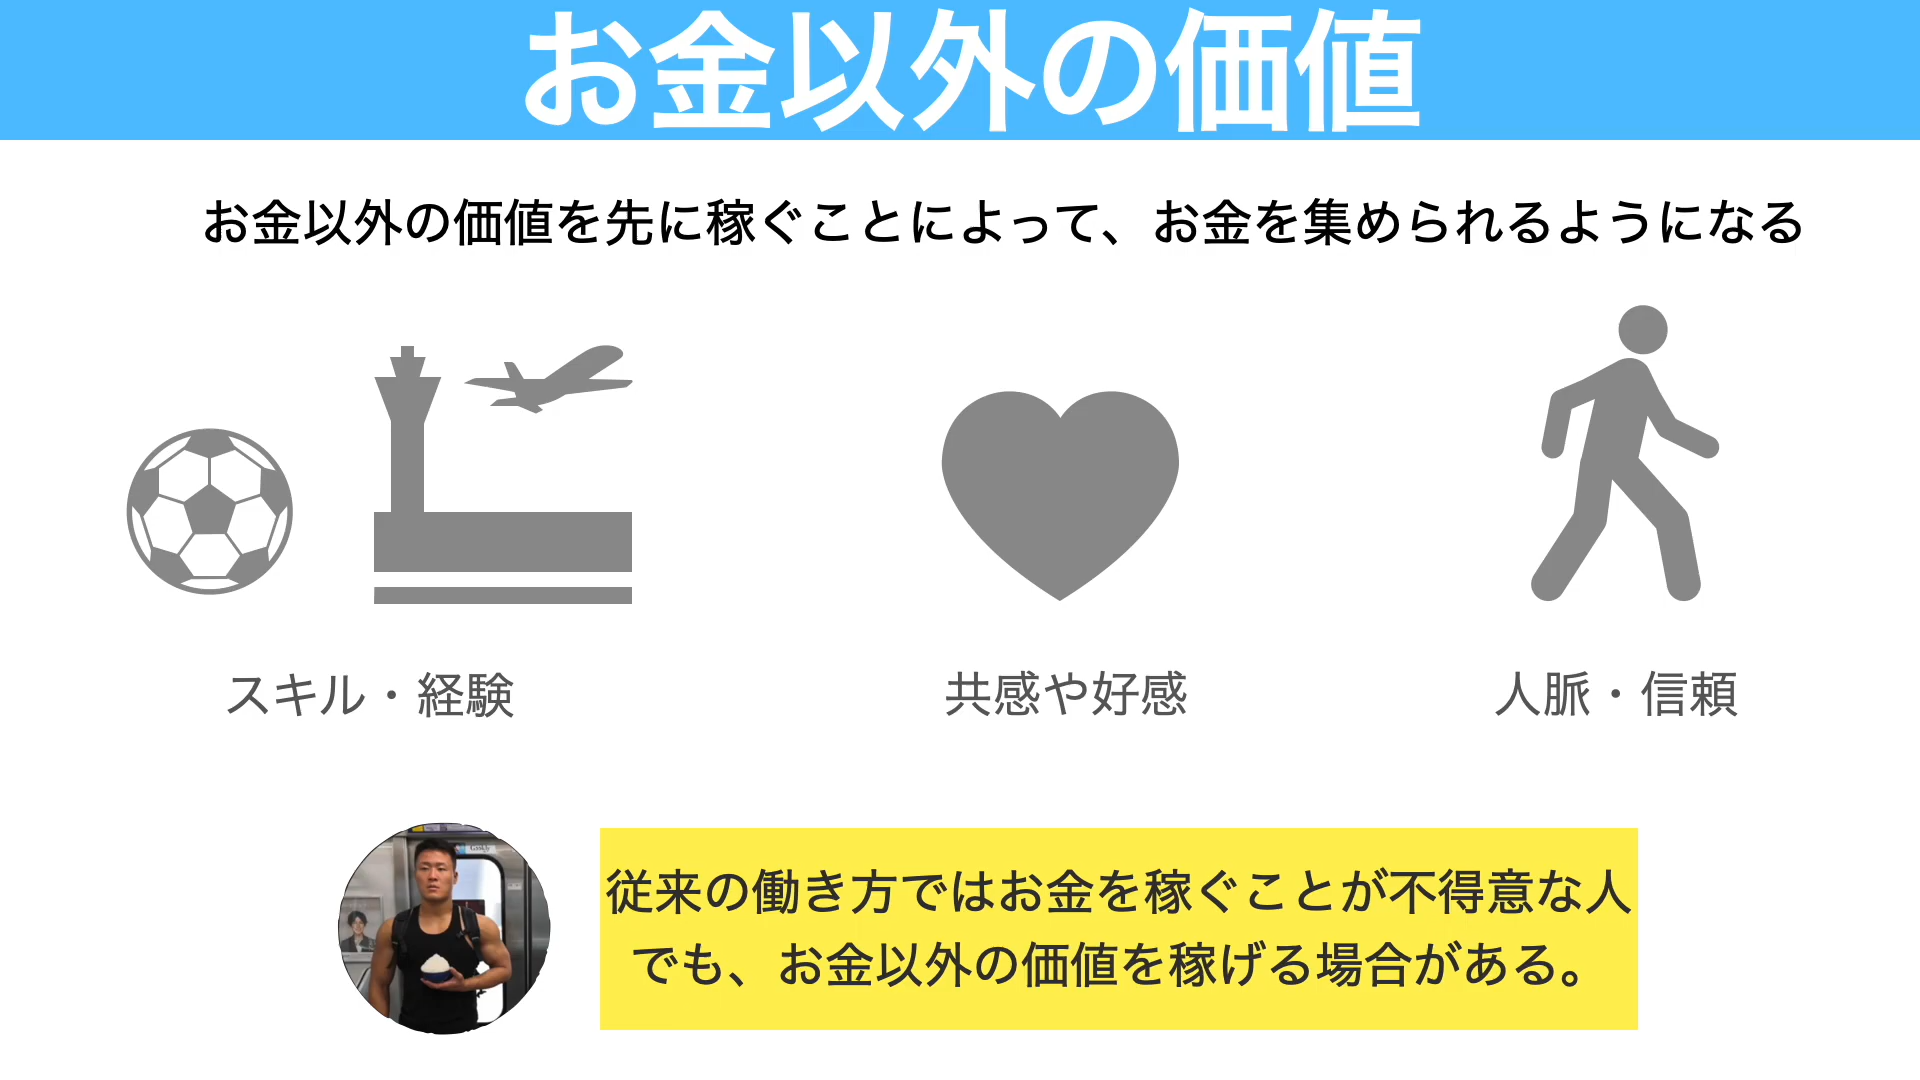 お金以外の価値
お金以外の価値を先に稼ぐことによって、お金を集められるようになる
スキル・経験
共感や好感
人脈・信頼
従来の働き方ではお金を稼ぐことが不得意な人
でも、お金以外の価値を稼げる場合がある。